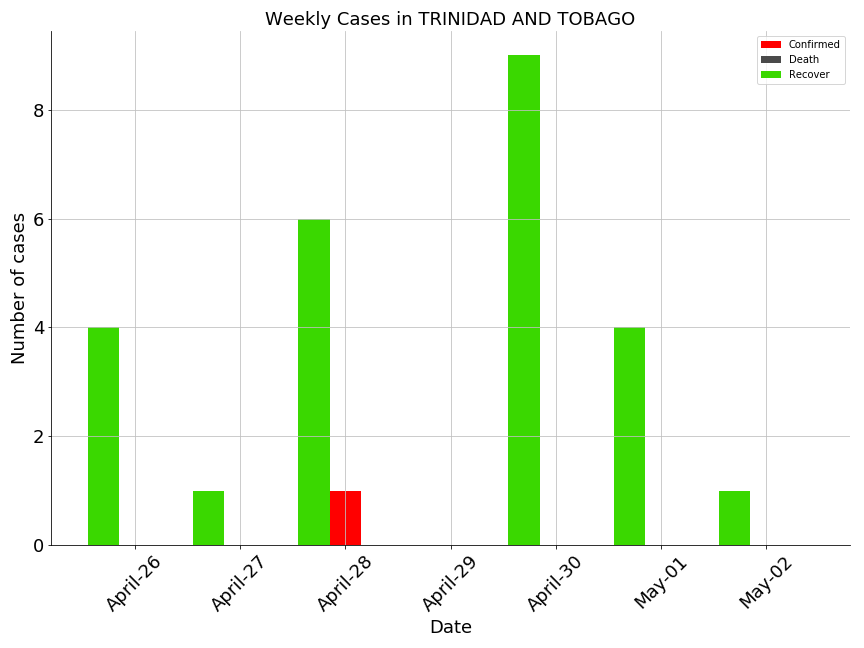 Weekly Cases in TRINIDAD AND TOBAGO
Confirmed
Death
Recover
Number of cases
8
6
4
2
0
April-26
April-27
April-28
April-29
April-30
May-01
May-02
Date